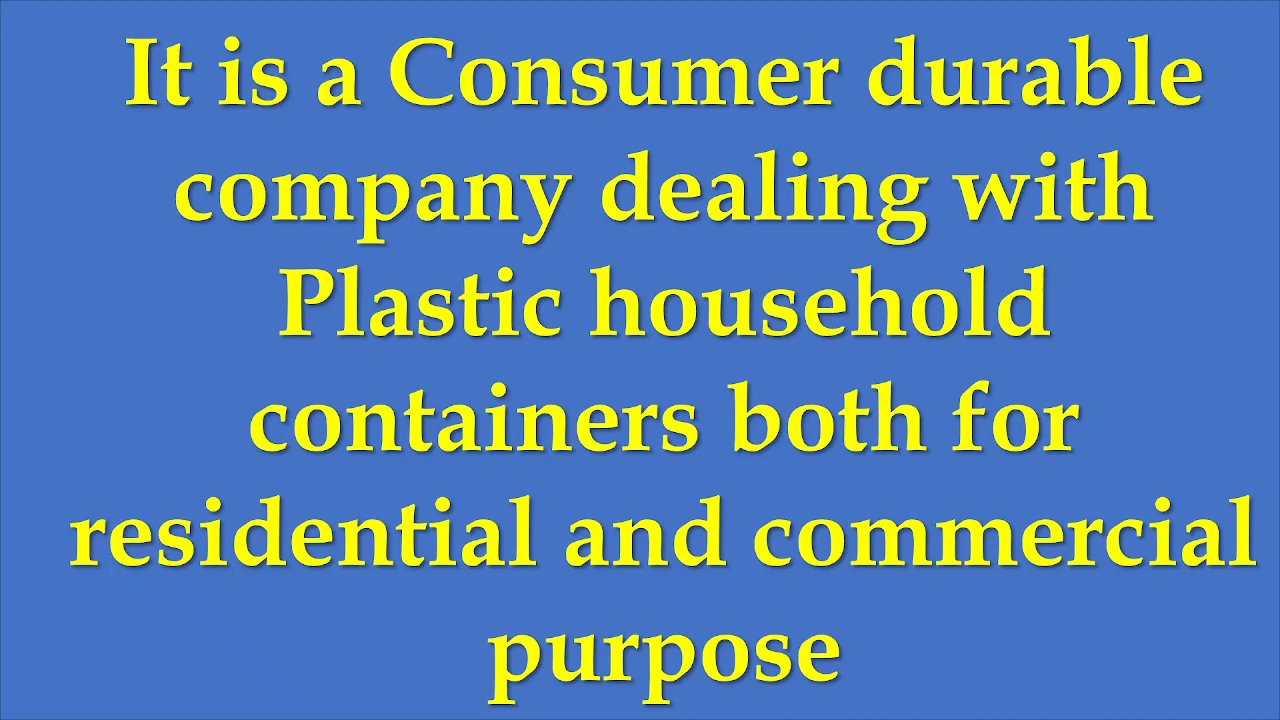 It is a Consumer durable
company dealing with
Plastic household
containers both for
residential and commercial
purpose